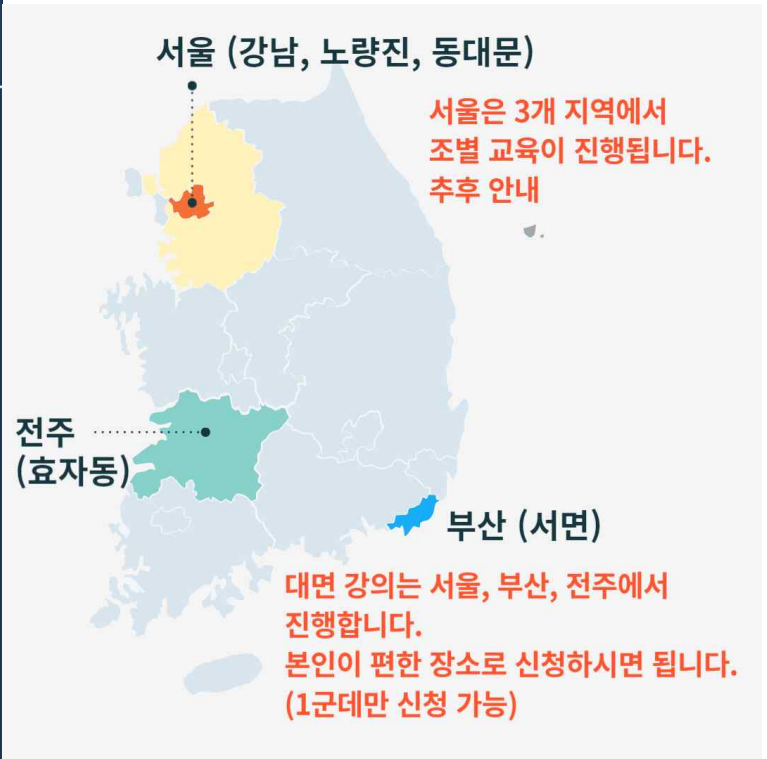 서울 (강남, 노량진, 동대문)
서울은 3개 지역에서
조별 교육이 진행됩니다.
추후 안내
전주
(효자동)
부산 (서면)
대면 강의는 서울, 부산, 전주에서
진행합니다.
본인이 편한 장소로 신청하시면 됩니다.
(1군데만 신청 가능)